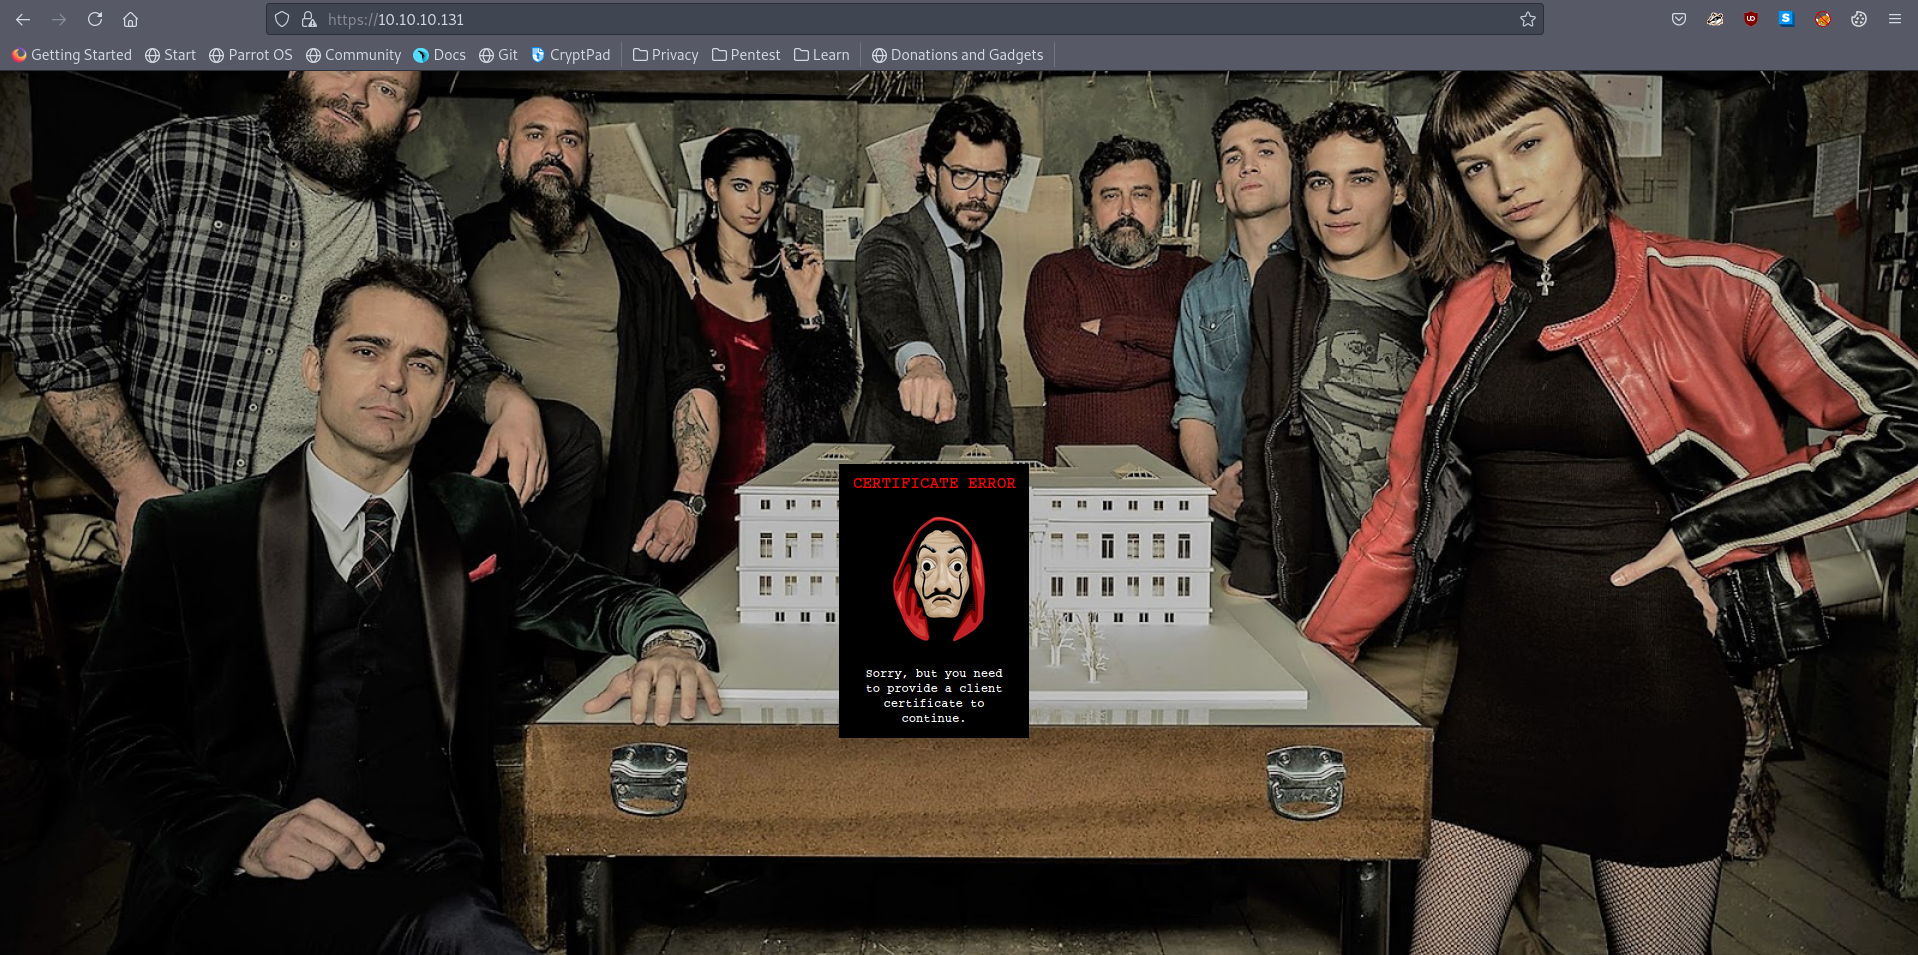 https://10.10.10.131
Getting Started Start Parrot OS Community Docs Git CryptPad Privacy Pentest Learn Donations and Gadgets
CERTIFICATE ERROR
Sorry, but you need
to provide a client
certificate to
continue.